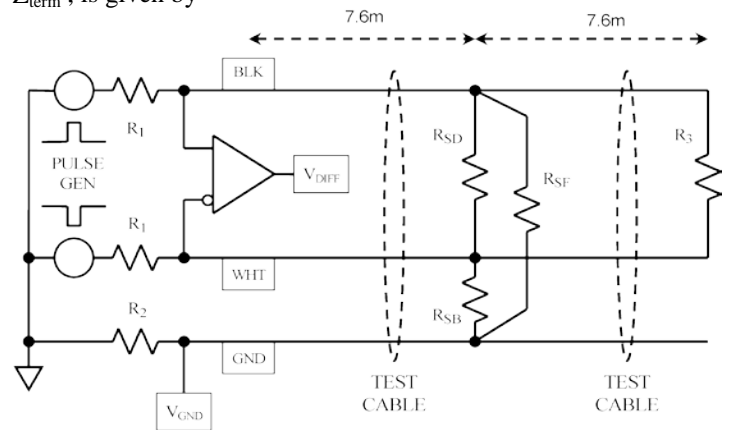 Z_term , is given by
7.6m
7.6m
BLK
R1
RSD
R3
PULSE
GEN
VDIFF
RSF
R1
WHT
R2
RSB
GND
TEST
CABLE
TEST
CABLE
VGND